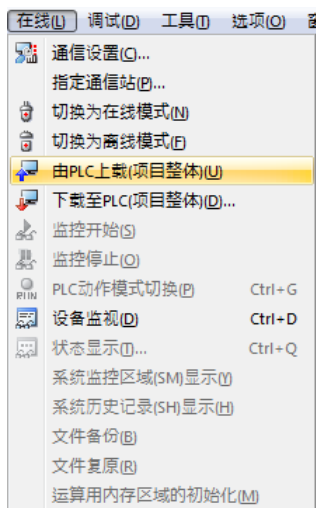 在线(L) 调试(D) 工具(T) 选项(O)
通信设置(C)...
指定通信站(P)...
切换为在线模式(N)
切换为离线模式(F)
由PLC上载(项目整体)(U)
下载至PLC(项目整体)(D)...
监控开始(S)
监控停止(O)
PLC动作模式切换(P) Ctrl+G
设备监视(D) Ctrl+D
状态显示(T)... Ctrl+Q
系统监控区域(SM)显示(Y)
系统历史记录(SH)显示(H)
文件备份(B)
文件复原(R)
运算用内存区域的初始化(M)